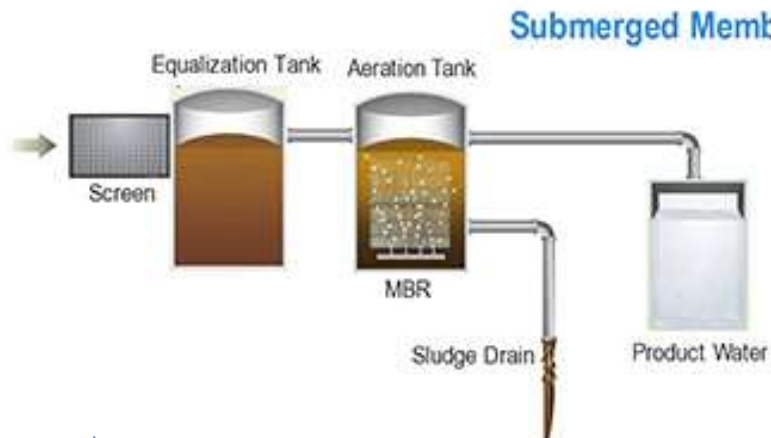 Submerged Memb
Equalization Tank
Aeration Tank
Screen
MBR
Sludge Drain
Product Water